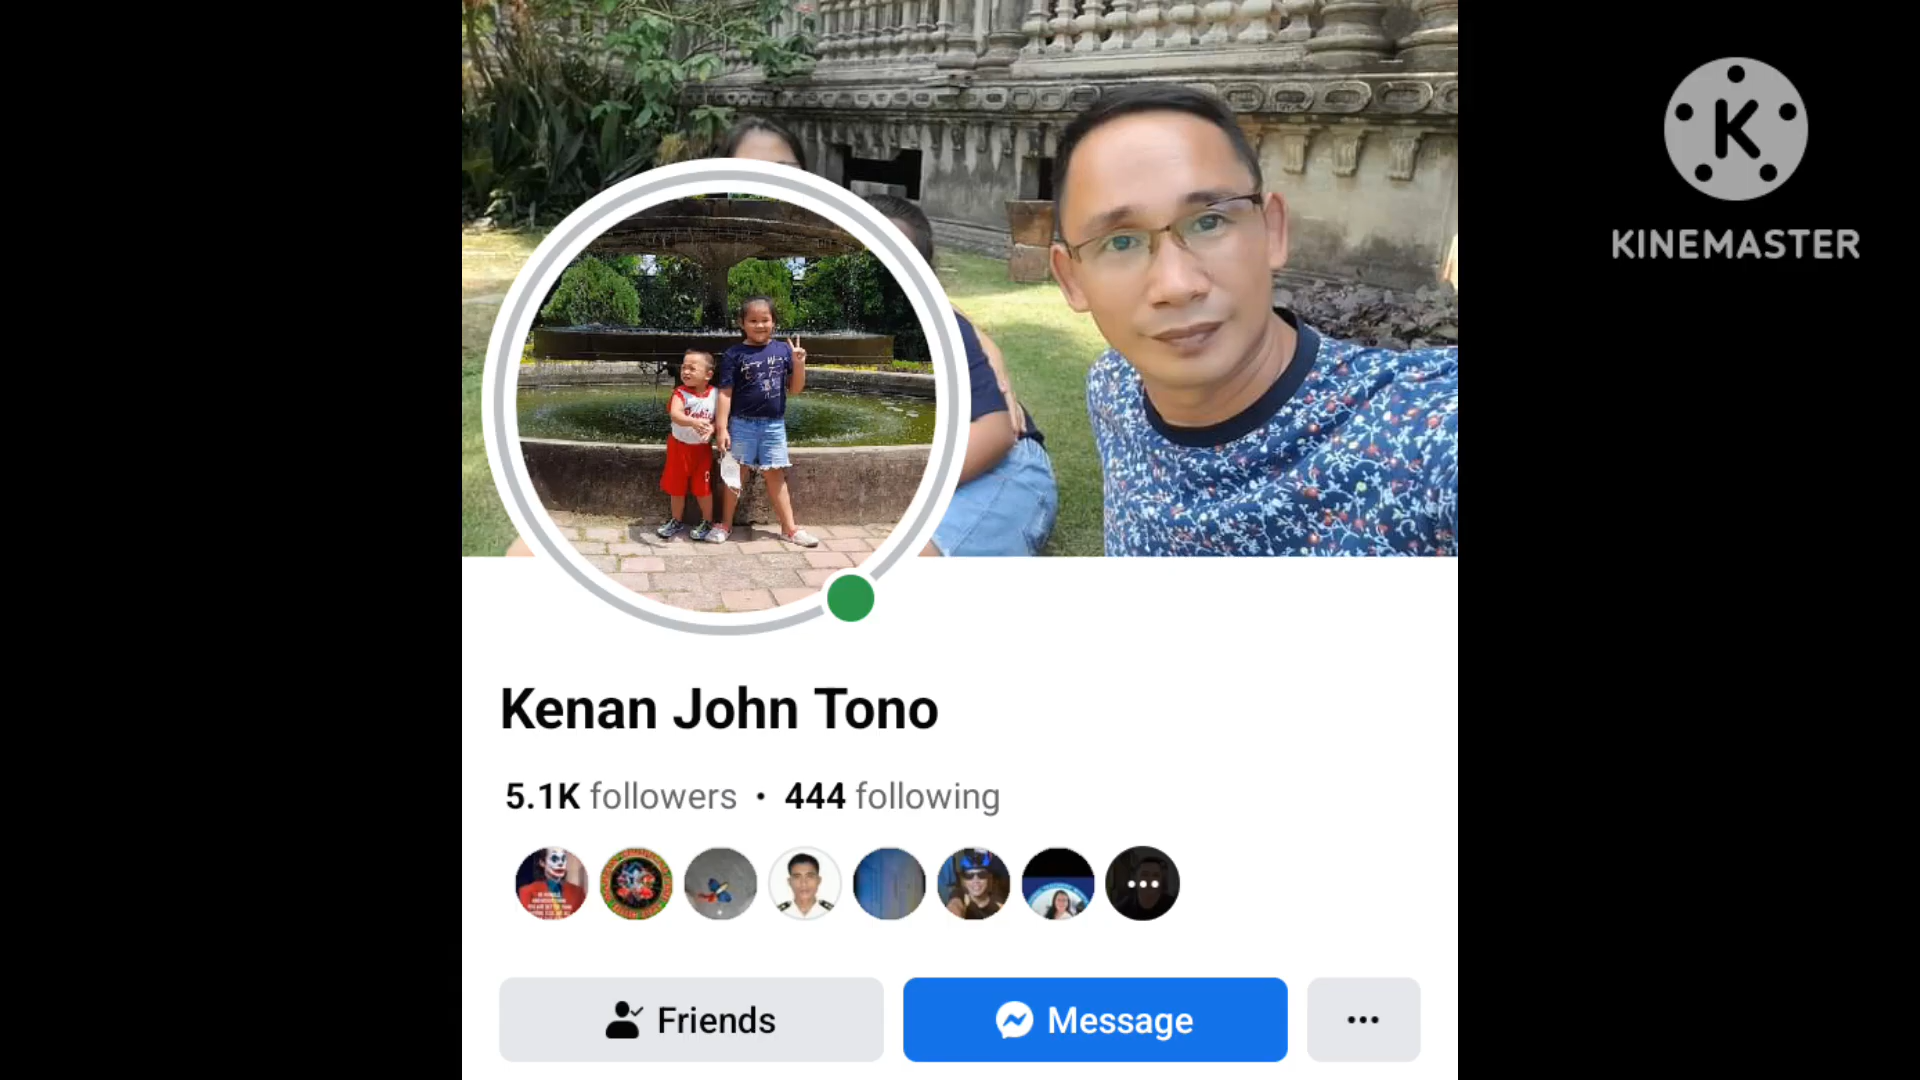 K
KINEMASTER
Kenan John Tono
5.1K followers • 444 following
Friends
Message